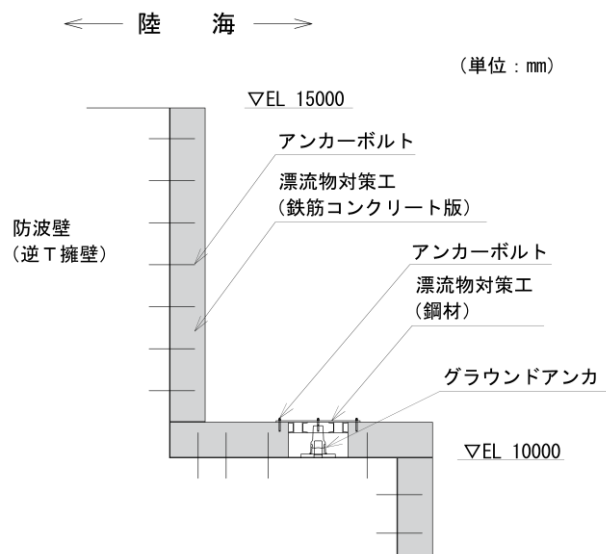 陸 海
(単位：mm)
▽EL 15000
アンカーボルト
漂流物対策工
(鉄筋コンクリート版)
防波壁
(逆Ｔ擁壁)
アンカーボルト
漂流物対策工
(鋼材)
グラウンドアンカ
▽EL 10000